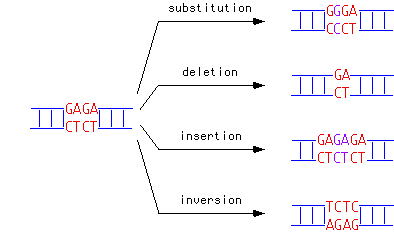 substitution
GGGA
CCCT
deletion
GA
CT
GAGA
CTCT
insertion
GAGAGA
CTCTCT
inversion
TCTC
AGAG